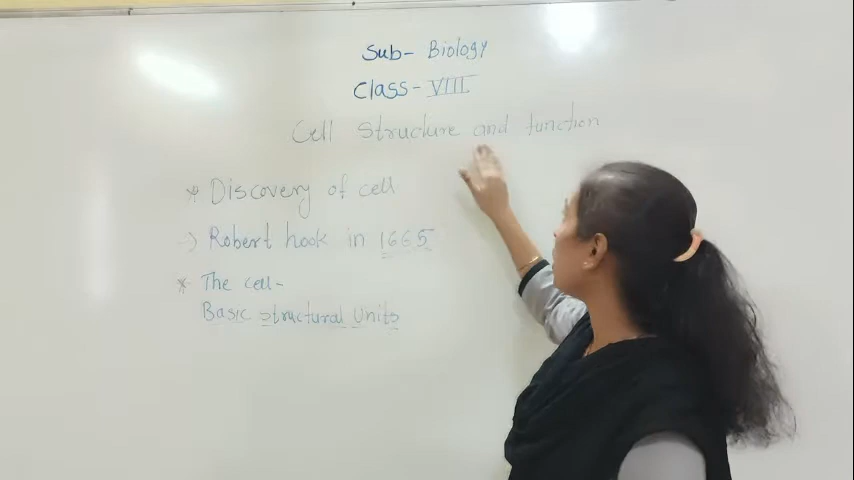 Sub- Biology
Class- VIII
Cell Structure and function
* Discovery of cell
-> Robert hook in 1665
* The cell-
Basic structural Units